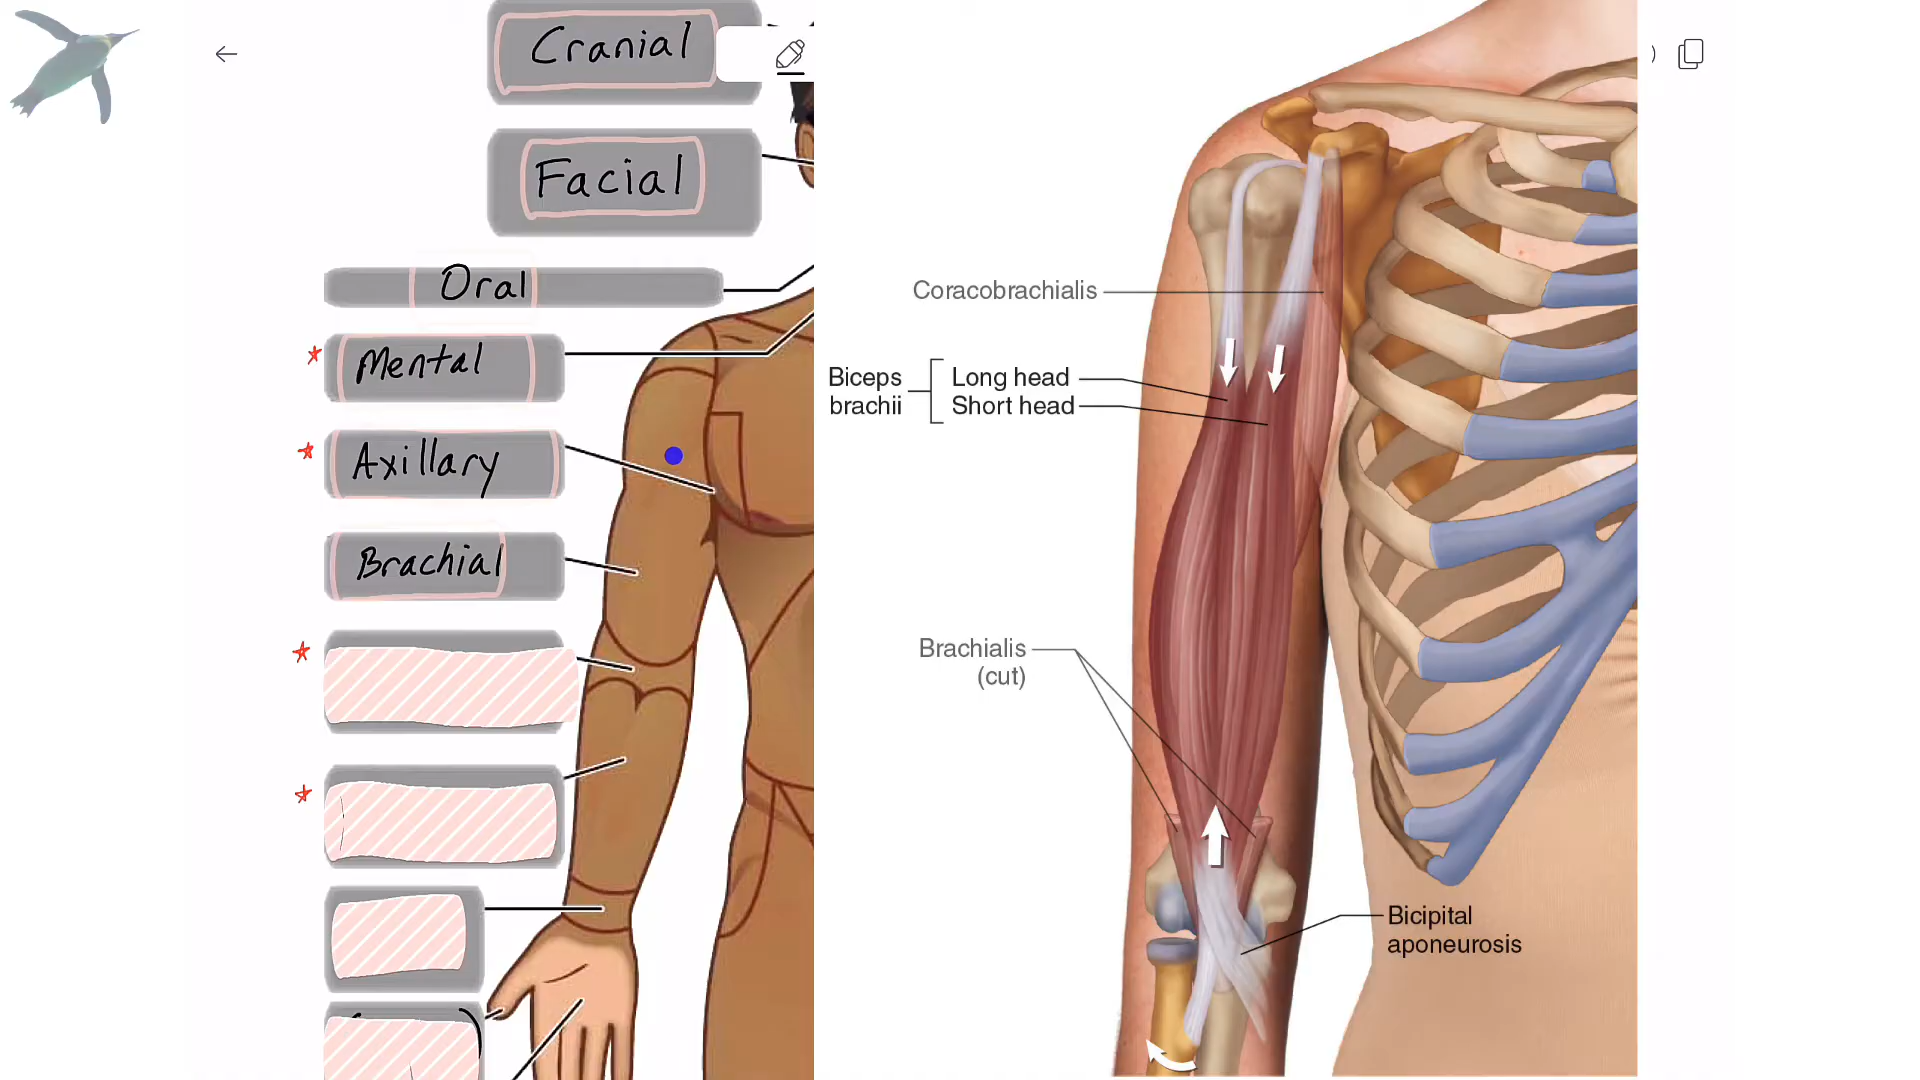 Cranial
Facial
Oral
Mental
Axillary
Brachial
Coracobrachialis
Biceps
brachii
Long head
Short head
Brachialis
(cut)
Bicipital
aponeurosis